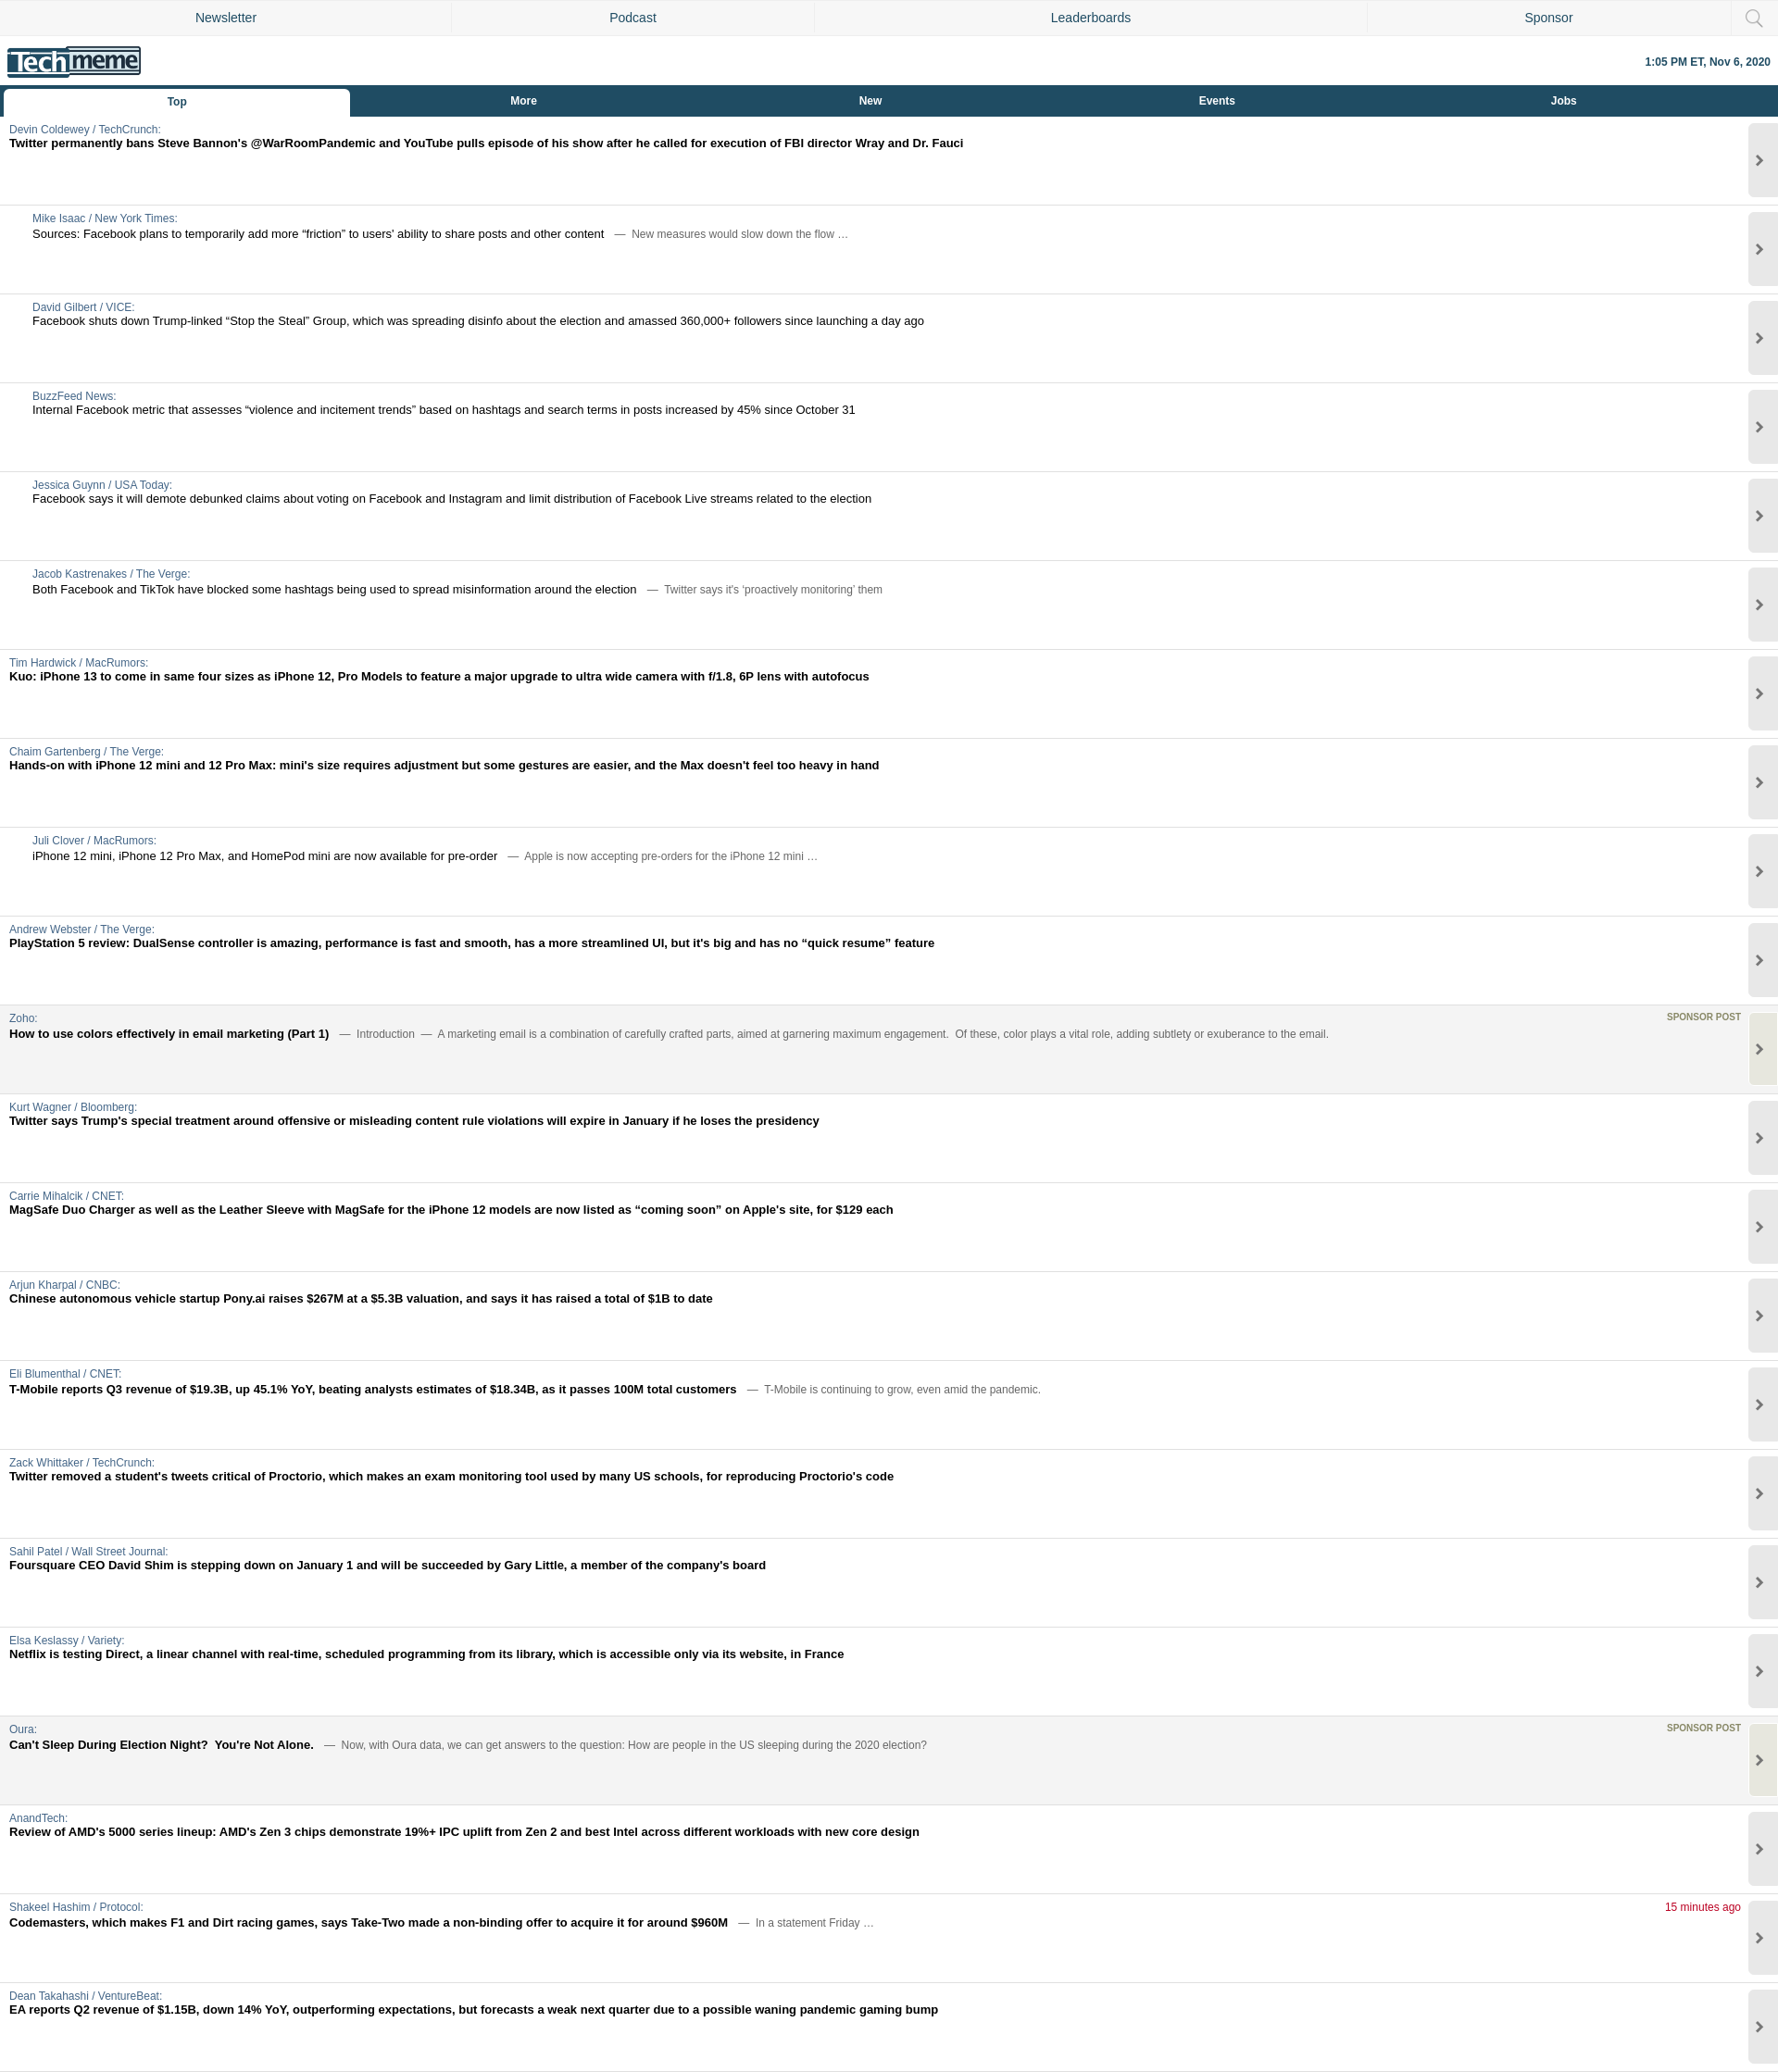 Newsletter
Podcast
Leaderboards
Sponsor
Techmeme
1:05 PM ET, Nov 6, 2020
Top
More
New
Events
Jobs
Devin Coldewey / TechCrunch:
Twitter permanently bans Steve Bannon's @WarRoomPandemic and YouTube pulls episode of his show after he called for execution of FBI director Wray and Dr. Fauci
Mike Isaac / New York Times:
Sources: Facebook plans to temporarily add more “friction” to users' ability to share posts and other content — New measures would slow down the flow …
David Gilbert / VICE:
Facebook shuts down Trump-linked “Stop the Steal” Group, which was spreading disinfo about the election and amassed 360,000+ followers since launching a day ago
BuzzFeed News:
Internal Facebook metric that assesses “violence and incitement trends” based on hashtags and search terms in posts increased by 45% since October 31
Jessica Guynn / USA Today:
Facebook says it will demote debunked claims about voting on Facebook and Instagram and limit distribution of Facebook Live streams related to the election
Jacob Kastrenakes / The Verge:
Both Facebook and TikTok have blocked some hashtags being used to spread misinformation around the election — Twitter says it's ‘proactively monitoring’ them
Tim Hardwick / MacRumors:
Kuo: iPhone 13 to come in same four sizes as iPhone 12, Pro Models to feature a major upgrade to ultra wide camera with f/1.8, 6P lens with autofocus
Chaim Gartenberg / The Verge:
Hands-on with iPhone 12 mini and 12 Pro Max: mini's size requires adjustment but some gestures are easier, and the Max doesn't feel too heavy in hand
Juli Clover / MacRumors:
iPhone 12 mini, iPhone 12 Pro Max, and HomePod mini are now available for pre-order — Apple is now accepting pre-orders for the iPhone 12 mini …
Andrew Webster / The Verge:
PlayStation 5 review: DualSense controller is amazing, performance is fast and smooth, has a more streamlined UI, but it's big and has no “quick resume” feature
Zoho:
SPONSOR POST
How to use colors effectively in email marketing (Part 1) — Introduction — A marketing email is a combination of carefully crafted parts, aimed at garnering maximum engagement. Of these, color plays a vital role, adding subtlety or exuberance to the email.
Kurt Wagner / Bloomberg:
Twitter says Trump's special treatment around offensive or misleading content rule violations will expire in January if he loses the presidency
Carrie Mihalcik / CNET:
MagSafe Duo Charger as well as the Leather Sleeve with MagSafe for the iPhone 12 models are now listed as “coming soon” on Apple's site, for $129 each
Arjun Kharpal / CNBC:
Chinese autonomous vehicle startup Pony.ai raises $267M at a $5.3B valuation, and says it has raised a total of $1B to date
Eli Blumenthal / CNET:
T-Mobile reports Q3 revenue of $19.3B, up 45.1% YoY, beating analysts estimates of $18.34B, as it passes 100M total customers — T-Mobile is continuing to grow, even amid the pandemic.
Zack Whittaker / TechCrunch:
Twitter removed a student's tweets critical of Proctorio, which makes an exam monitoring tool used by many US schools, for reproducing Proctorio's code
Sahil Patel / Wall Street Journal:
Foursquare CEO David Shim is stepping down on January 1 and will be succeeded by Gary Little, a member of the company's board
Elsa Keslassy / Variety:
Netflix is testing Direct, a linear channel with real-time, scheduled programming from its library, which is accessible only via its website, in France
Oura:
SPONSOR POST
Can't Sleep During Election Night? You're Not Alone. — Now, with Oura data, we can get answers to the question: How are people in the US sleeping during the 2020 election?
AnandTech:
Review of AMD's 5000 series lineup: AMD's Zen 3 chips demonstrate 19%+ IPC uplift from Zen 2 and best Intel across different workloads with new core design
Shakeel Hashim / Protocol:
15 minutes ago
Codemasters, which makes F1 and Dirt racing games, says Take-Two made a non-binding offer to acquire it for around $960M — In a statement Friday …
Dean Takahashi / VentureBeat:
EA reports Q2 revenue of $1.15B, down 14% YoY, outperforming expectations, but forecasts a weak next quarter due to a possible waning pandemic gaming bump